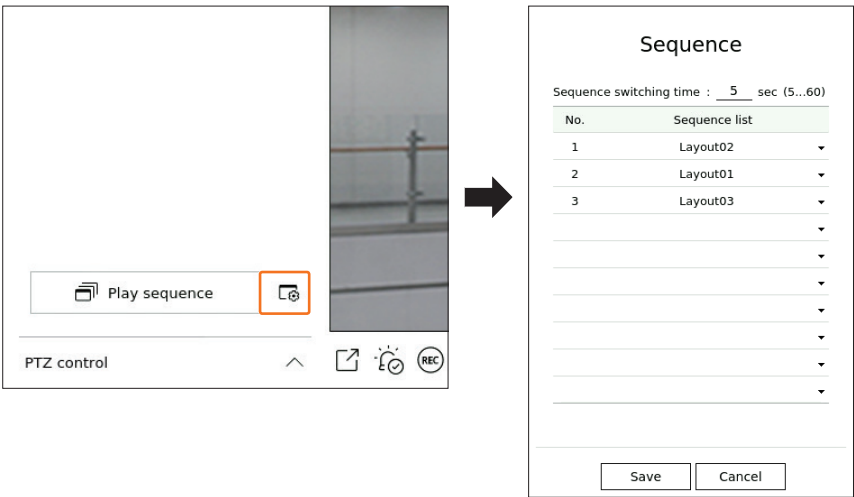 Play sequence
PTZ control
REC
Sequence
Sequence switching time : 5 sec (5...60)
No. Sequence list
1 Layout02
2 Layout01
3 Layout03
Save Cancel